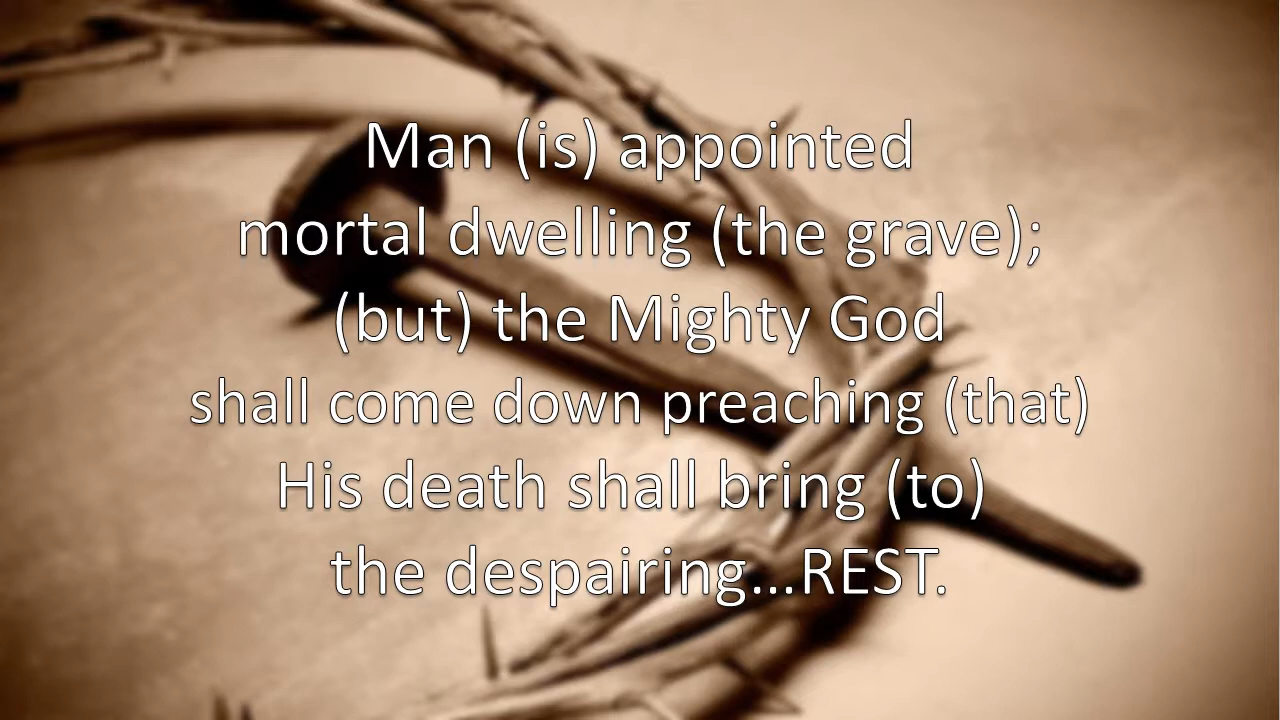 Man (is) appointed
mortal dwelling (the grave);
(but) the Mighty God
shall come down preaching (that)
His death shall bring (to)
the despairing...REST.